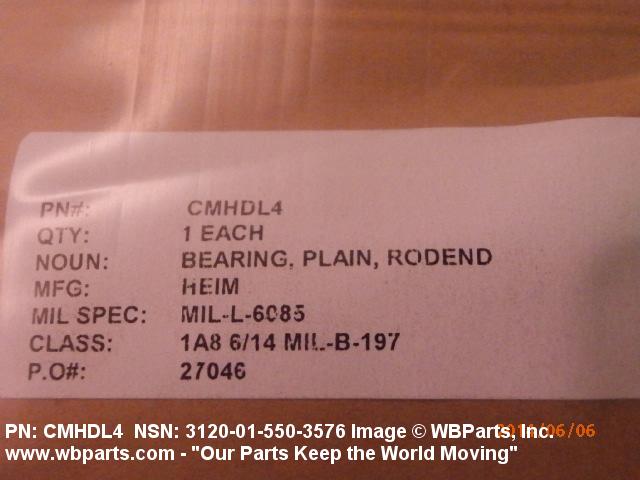 PN#: CMHDL4
QTY: 1 EACH
NOUN: BEARING, PLAIN, RODEND
MFG: HEIM
MIL SPEC: MIL-L-6085
CLASS: 1A8 6/14 MIL-B-197
P.O#: 27046
PN: CMHDL4 NSN: 3120-01-550-3576 Image © WBParts, Inc.
www.wbparts.com - "Our Parts Keep the World Moving"